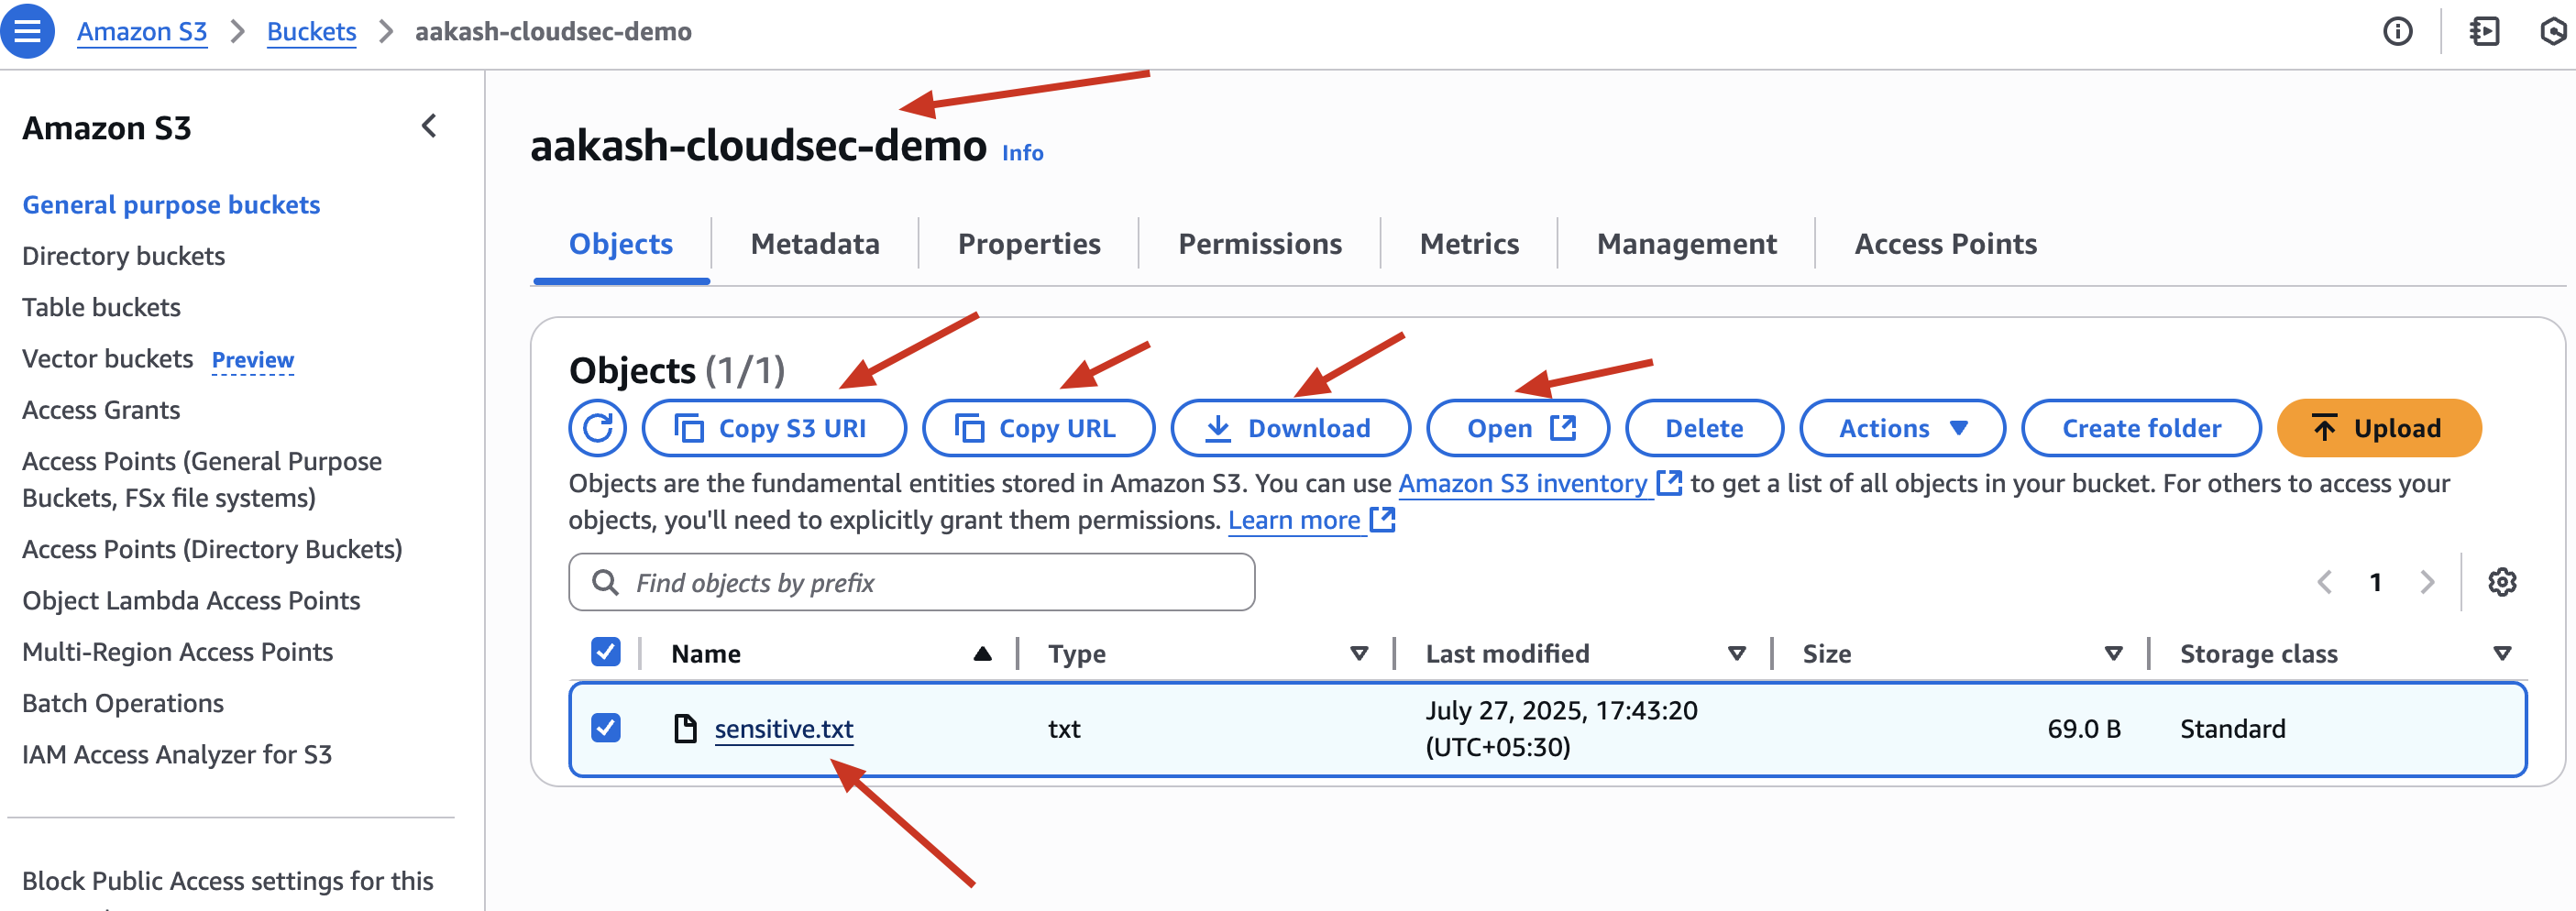 Amazon S3 > Buckets > aakash-cloudsec-demo
Amazon S3
General purpose buckets
Directory buckets
Table buckets
Vector buckets Preview
Access Grants
Access Points (General Purpose
Buckets, FSx file systems)
Access Points (Directory Buckets)
Object Lambda Access Points
Multi-Region Access Points
Batch Operations
IAM Access Analyzer for S3
Block Public Access settings for this
aakash-cloudsec-demo Info
Objects Metadata Properties Permissions Metrics Management Access Points
Objects (1/1)
Copy S3 URI Copy URL Download Open Delete Actions Create folder Upload
Objects are the fundamental entities stored in Amazon S3. You can use Amazon S3 inventory to get a list of all objects in your bucket. For others to access your
objects, you'll need to explicitly grant them permissions. Learn more
Find objects by prefix
1
Name Type Last modified Size Storage class
sensitive.txt txt July 27, 2025, 17:43:20 69.0 B Standard
(UTC+05:30)